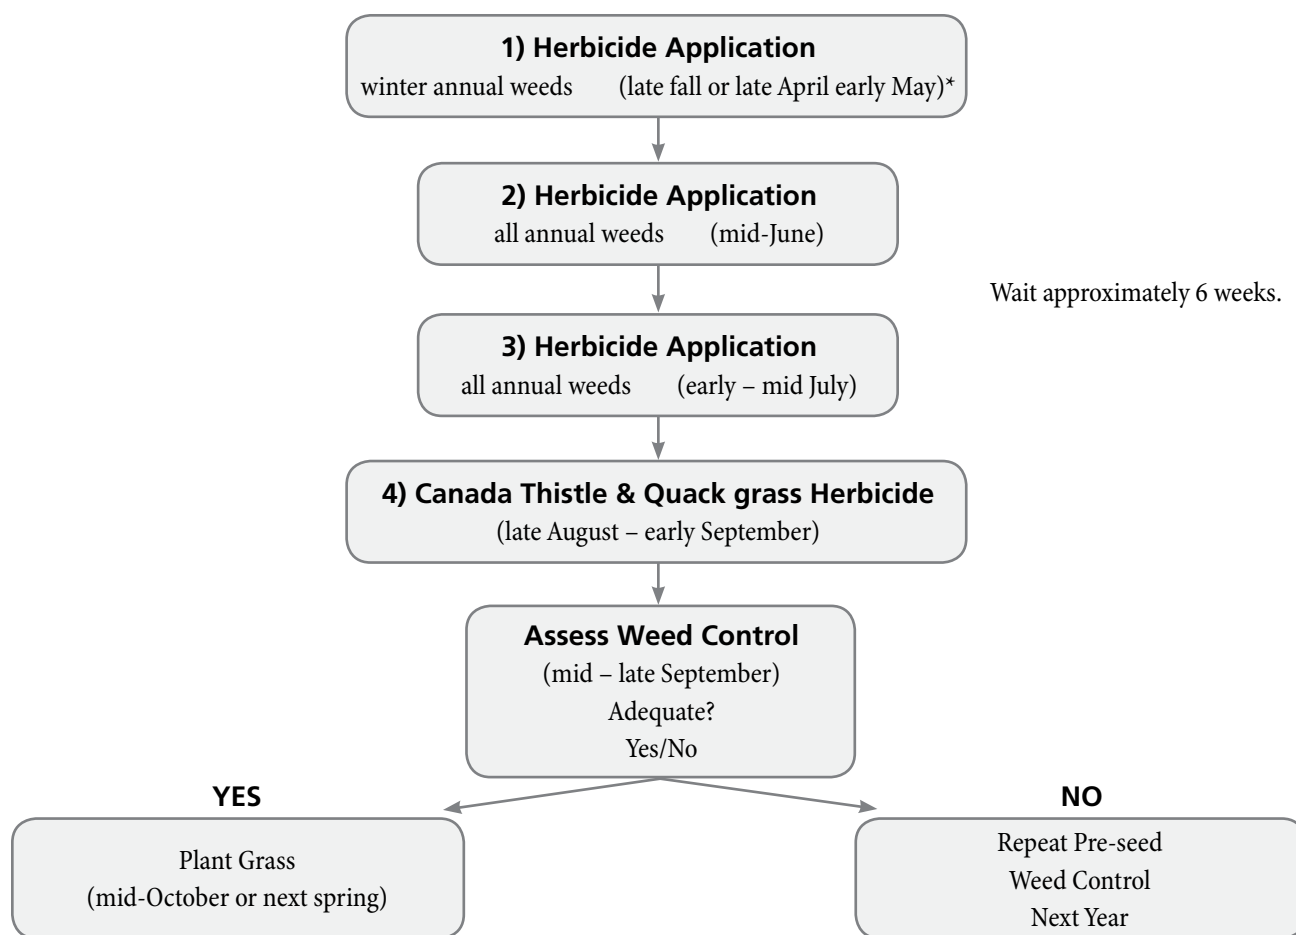 1) Herbicide Application
winter annual weeds (late fall or late April early May)*
2) Herbicide Application
all annual weeds (mid-June)
Wait approximately 6 weeks.
3) Herbicide Application
all annual weeds (early – mid July)
4) Canada Thistle & Quack grass Herbicide
(late August – early September)
Assess Weed Control
(mid – late September)
Adequate?
Yes/No
YES
Plant Grass
(mid-October or next spring)
NO
Repeat Pre-seed
Weed Control
Next Year